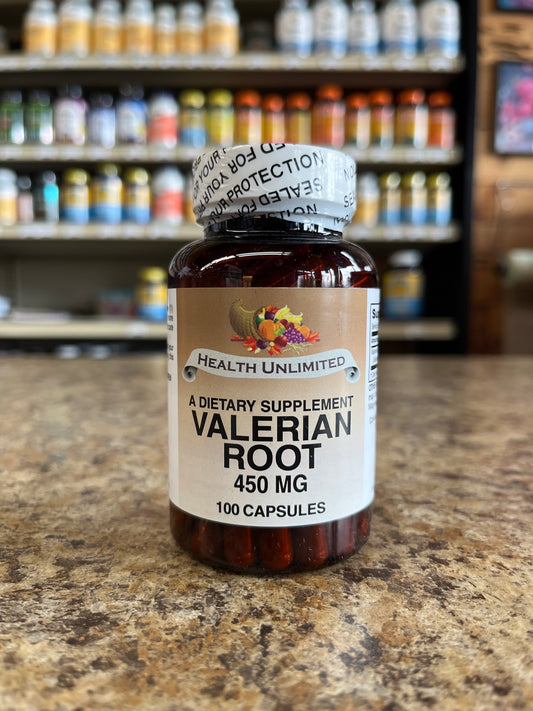 SEALED FOR YOUR PROTECTION
HEALTH UNLIMITED
A DIETARY SUPPLEMENT
VALERIAN
ROOT
450 MG
100 CAPSULES